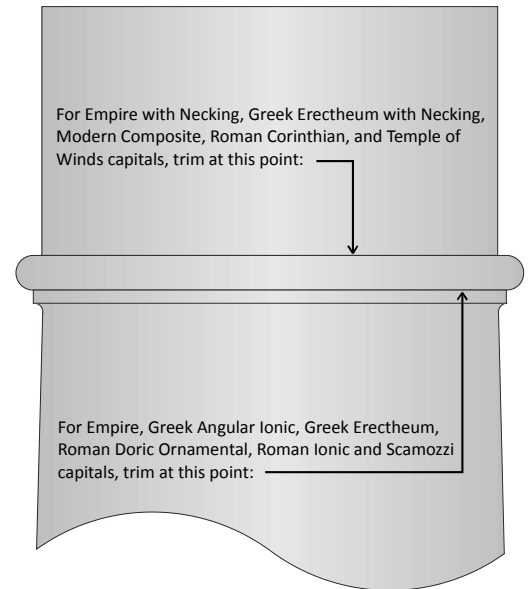 For Empire with Necking, Greek Erectheum with Necking,
Modern Composite, Roman Corinthian, and Temple of
Winds capitals, trim at this point:
For Empire, Greek Angular Ionic, Greek Erectheum,
Roman Doric Ornamental, Roman Ionic and Scamozzi
capitals, trim at this point: